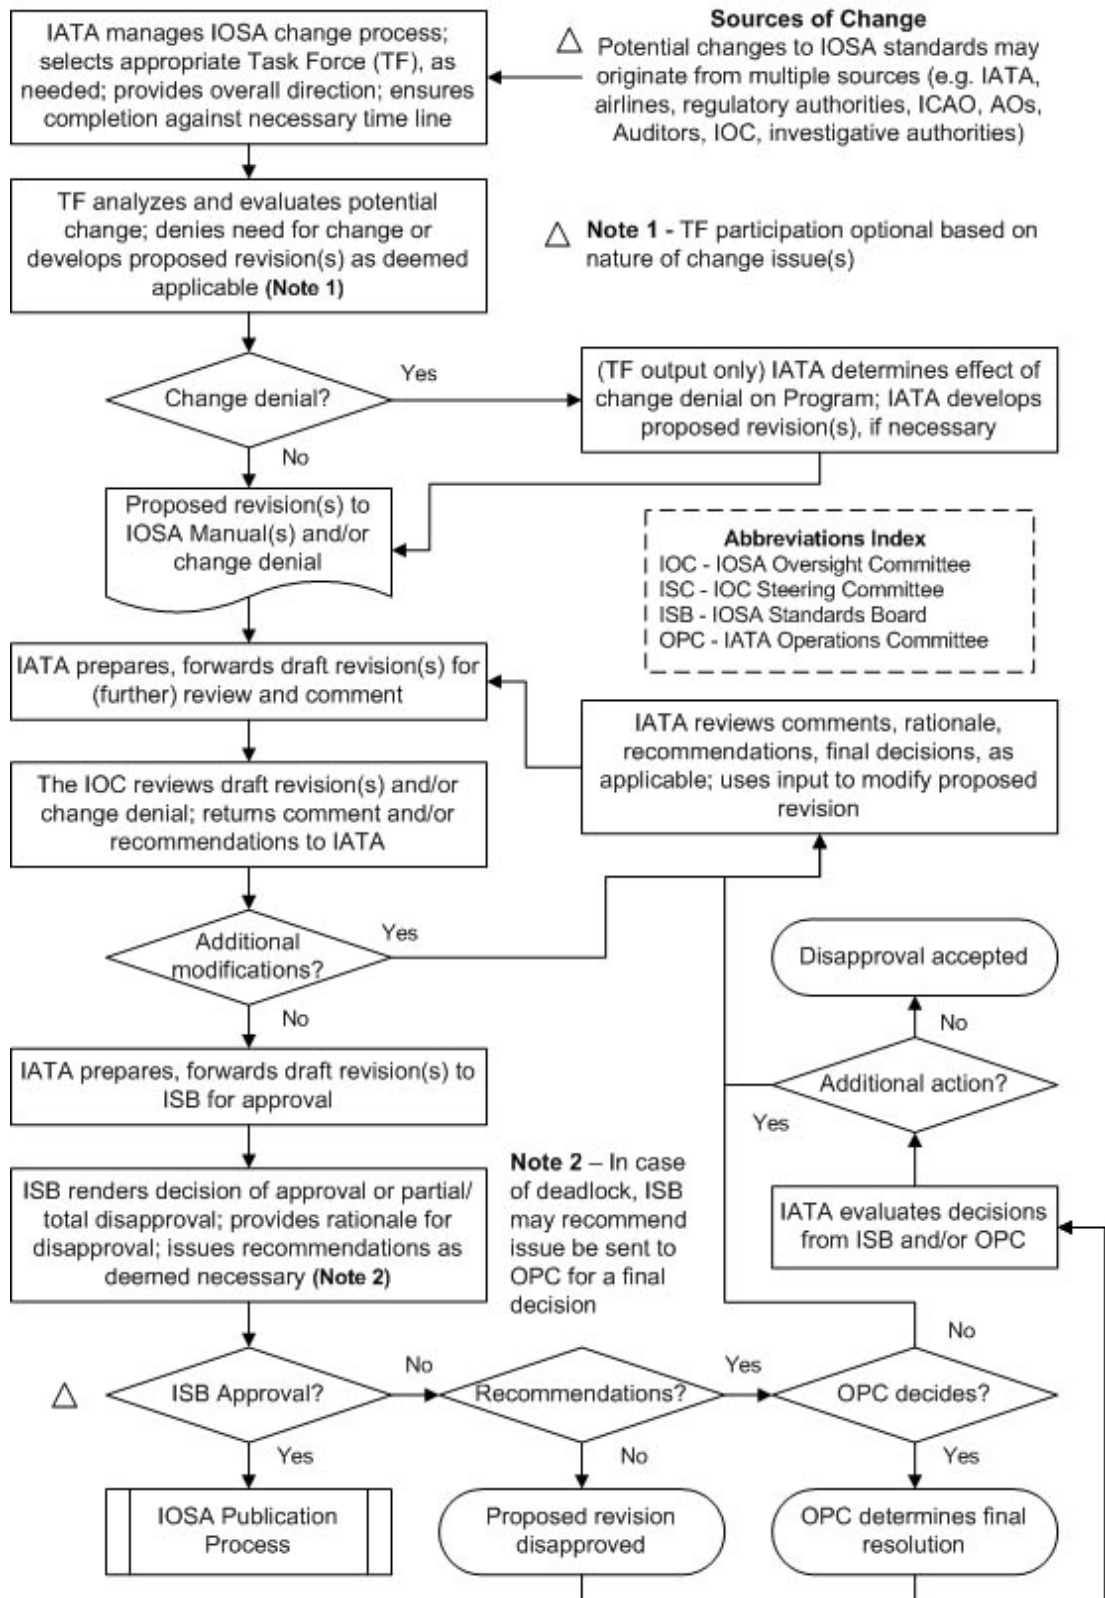 IATA manages IOSA change process;
selects appropriate Task Force (TF), as
needed; provides overall direction; ensures
completion against necessary time line
Sources of Change
Potential changes to IOSA standards may
originate from multiple sources (e.g. IATA,
airlines, regulatory authorities, ICAO, AOs,
Auditors, IOC, investigative authorities)
TF analyzes and evaluates potential
change; denies need for change or
develops proposed revision(s) as deemed
applicable (Note 1)
Note 1 - TF participation optional based on
nature of change issue(s)
Change denial?
Yes
(TF output only) IATA determines effect of
change denial on Program; IATA develops
proposed revision(s), if necessary
No
Proposed revision(s) to
IOSA Manual(s) and/or
change denial
Abbreviations Index
IOC - IOSA Oversight Committee
ISC - IOC Steering Committee
ISB - IOSA Standards Board
OPC - IATA Operations Committee
IATA prepares, forwards draft revision(s) for
(further) review and comment
IATA reviews comments, rationale,
recommendations, final decisions, as
applicable; uses input to modify proposed
revision
The IOC reviews draft revision(s) and/or
change denial; returns comment and/or
recommendations to IATA
Additional
modifications?
Yes
No
Disapproval accepted
No
Additional action?
Yes
IATA prepares, forwards draft revision(s) to
ISB for approval
ISB renders decision of approval or partial/
total disapproval; provides rationale for
disapproval; issues recommendations as
deemed necessary (Note 2)
Note 2 – In case
of deadlock, ISB
may recommend
issue be sent to
OPC for a final
decision
IATA evaluates decisions
from ISB and/or OPC
No
ISB Approval?
No
Recommendations?
Yes
OPC decides?
Yes
No
Yes
IOSA Publication
Process
Proposed revision
disapproved
OPC determines final
resolution